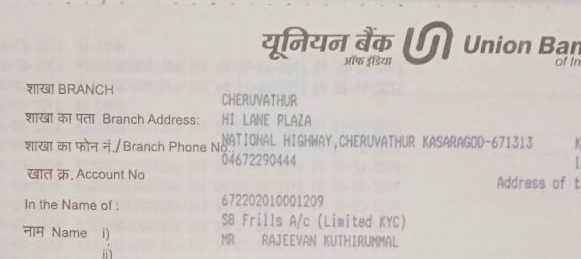 यूनियन बैंक Union Ban
ऑफ इंडिया of In
शाखा BRANCH CHERUVATHUR
शाखा का पता Branch Address: HI LANE PLAZA
NATIONAL HIGHWAY,CHERUVATHUR KASARAGOD-671313 K
शाखा का फोन नं./Branch Phone No. 04672290444
खात क्र. Account No Address of t
In the Name of : 672202010001209
SB Frills A/c (Limited KYC)
नाम Name i) MR RAJEEVAN KUTHIRUMMAL
ii)